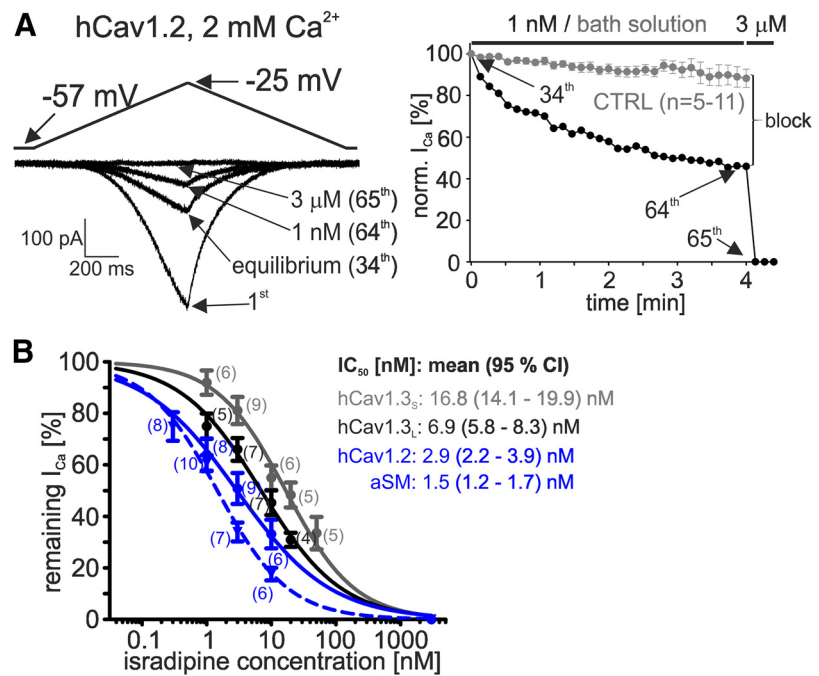 A
hCav1.2, 2 mM Ca²⁺
-57 mV
-25 mV
3 µM (65ᵗʰ)
1 nM (64ᵗʰ)
equilibrium (34ᵗʰ)
1ˢᵗ
100 pA
200 ms
1 nM / bath solution
3 µM
norm. I_Ca [%]
100
80
60
40
20
0
34ᵗʰ
CTRL (n=5-11)
block
64ᵗʰ
65ᵗʰ
0
1
2
3
4
time [min]
B
remaining I_Ca [%]
100
80
60
40
20
0
(6)
(9)
(8)
(5)
(8)
(7)
(10)
(6)
(9)
(5)
(7)
(7)
(4)
(5)
(6)
(6)
0.1
1
10
100
1000
isradipine concentration [nM]
IC₅₀ [nM]: mean (95 % CI)
hCav1.3_S: 16.8 (14.1 - 19.9) nM
hCav1.3_L: 6.9 (5.8 - 8.3) nM
hCav1.2: 2.9 (2.2 - 3.9) nM
aSM: 1.5 (1.2 - 1.7) nM